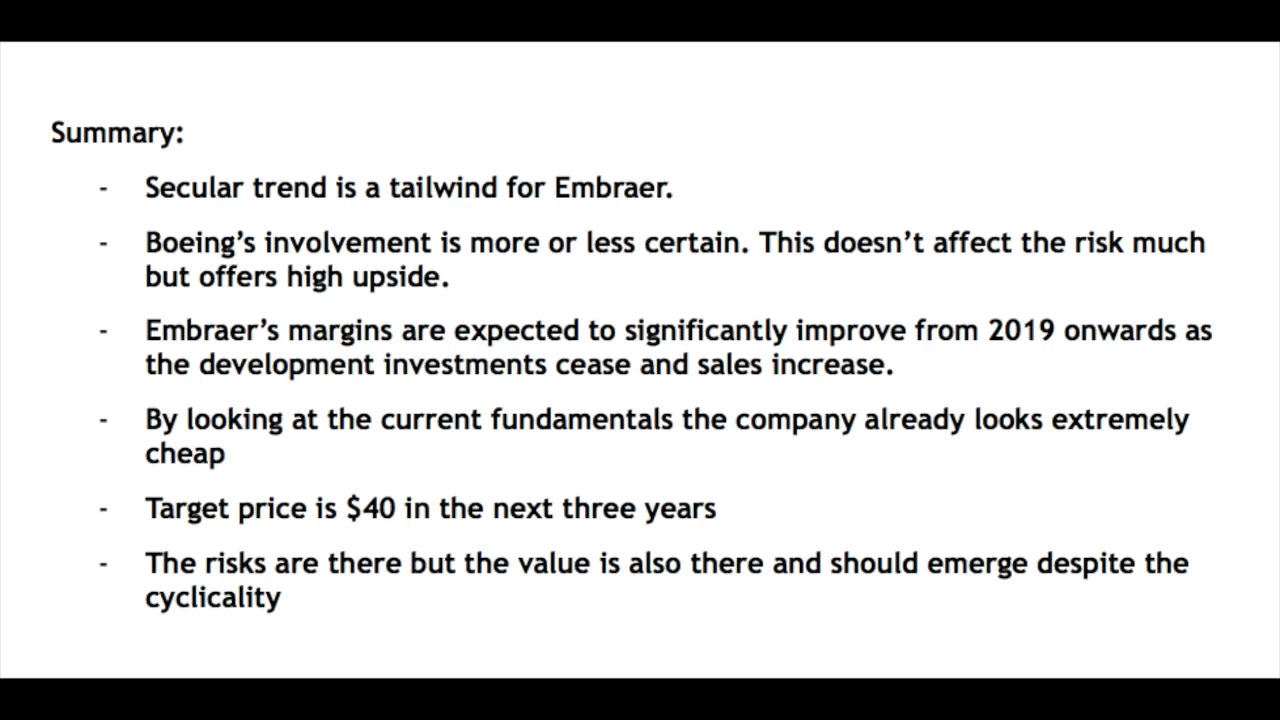 Summary:
- Secular trend is a tailwind for Embraer.
- Boeing’s involvement is more or less certain. This doesn’t affect the risk much
but offers high upside.
- Embraer’s margins are expected to significantly improve from 2019 onwards as
the development investments cease and sales increase.
- By looking at the current fundamentals the company already looks extremely
cheap
- Target price is $40 in the next three years
- The risks are there but the value is also there and should emerge despite the
cyclicality